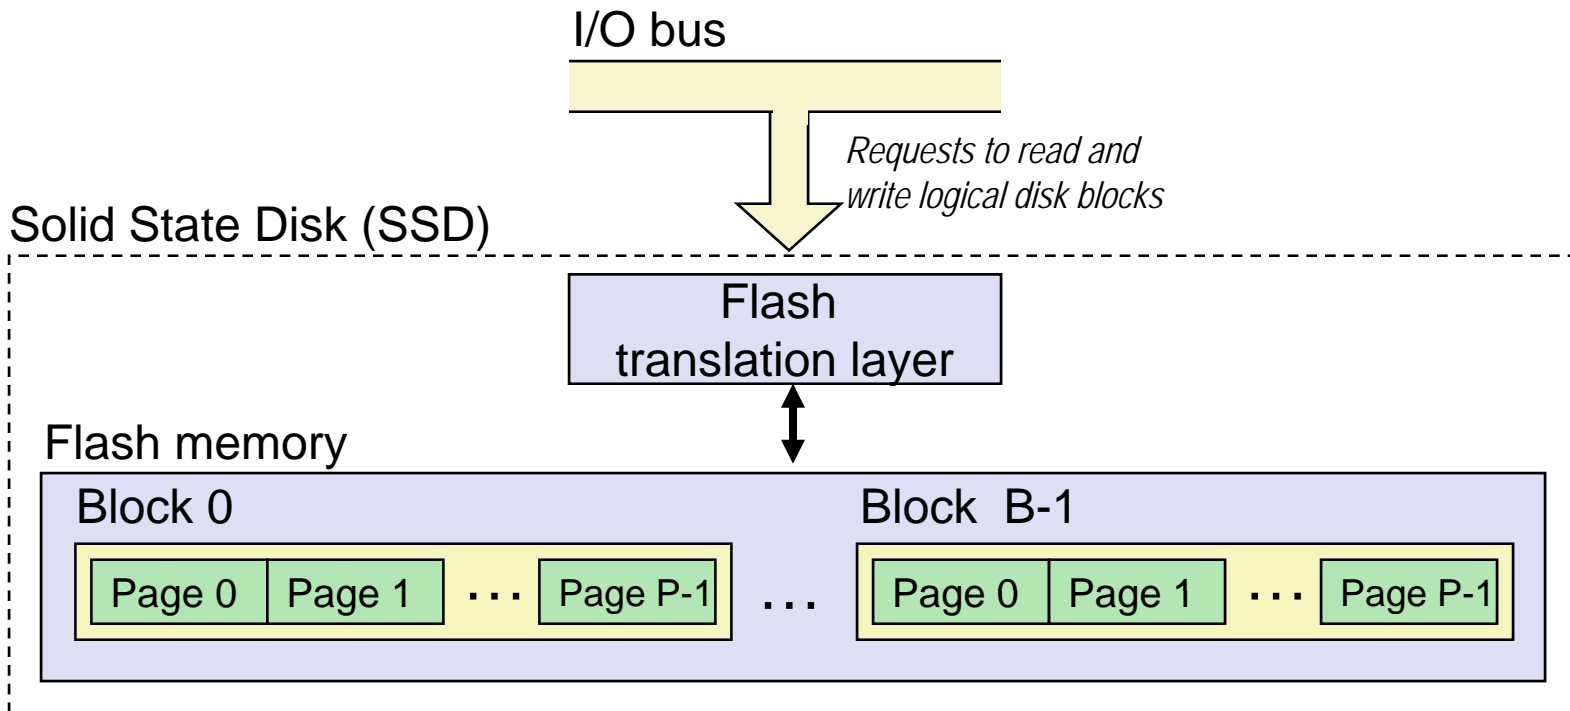 I/O bus
Requests to read and
write logical disk blocks
Solid State Disk (SSD)
Flash
translation layer
Flash memory
Block 0
Block B-1
Page 0 Page 1 ... Page P-1 ... Page 0 Page 1 ... Page P-1